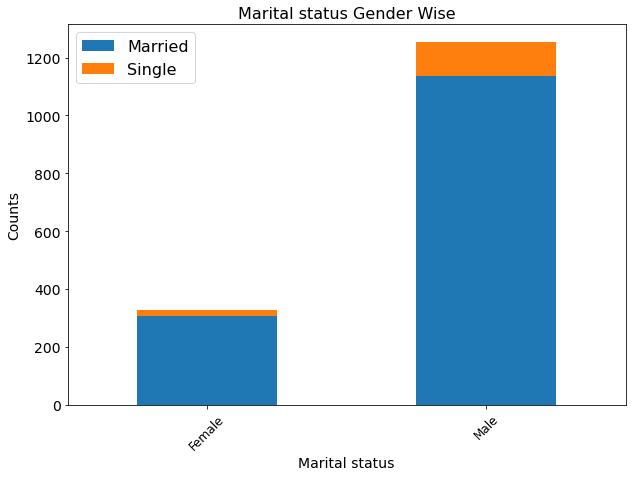 Marital status Gender Wise
Married
Single
1200
1000
800
600
400
200
0
Counts
Female
Male
Marital status